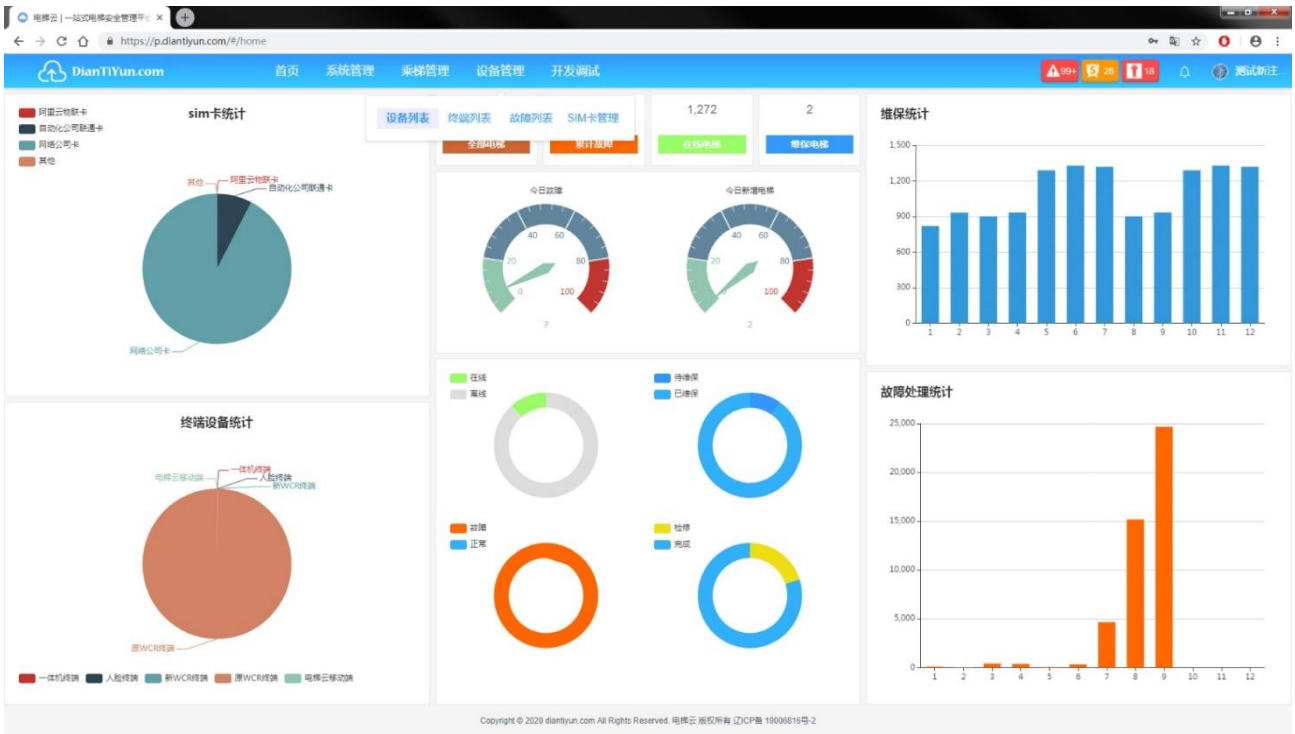 电梯云 | 一站式电梯安全管理平
https://p.diantiyun.com/#/home
DianTiYun.com
首页 系统管理 乘梯管理 设备管理 开发调试
99+ 28 18
测试新注...
设备列表 终端列表 故障列表 SIM卡管理
sim卡统计
阿里云物联卡
自动化公司联通卡
网络公司卡
其他
其他
阿里云物联卡
自动化公司联通卡
网络公司卡
1,272
2
全部电梯
累计故障
在线电梯
维保电梯
今日故障
0 20 40 60 80 100
7
今日新增电梯
0 20 40 60 80 100
2
维保统计
1,500
1,200
900
600
300
0
1 2 3 4 5 6 7 8 9 10 11 12
终端设备统计
一体机终端
电梯云移动端
人脸终端
新WCR终端
原WCR终端
一体机终端 人脸终端 新WCR终端 原WCR终端 电梯云移动端
在线
离线
待维保
已维保
故障
正常
检修
完成
故障处理统计
25,000
20,000
15,000
10,000
5,000
0
1 2 3 4 5 6 7 8 9 10 11 12
Copyright © 2020 diantiyun.com All Rights Reserved. 电梯云 版权所有 辽ICP备 19006816号-2